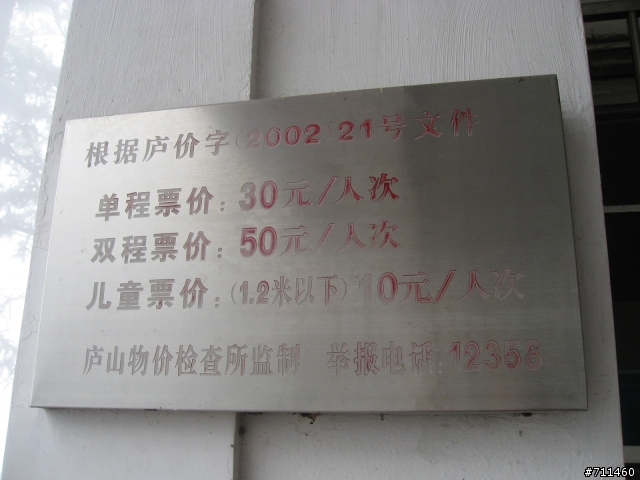 根据庐价字(2002)21号文件
单程票价:30元/人次
双程票价:50元/人次
儿童票价:(1.2米以下)10元/人次
庐山物价检查所监制 举报电话:12358
#711460